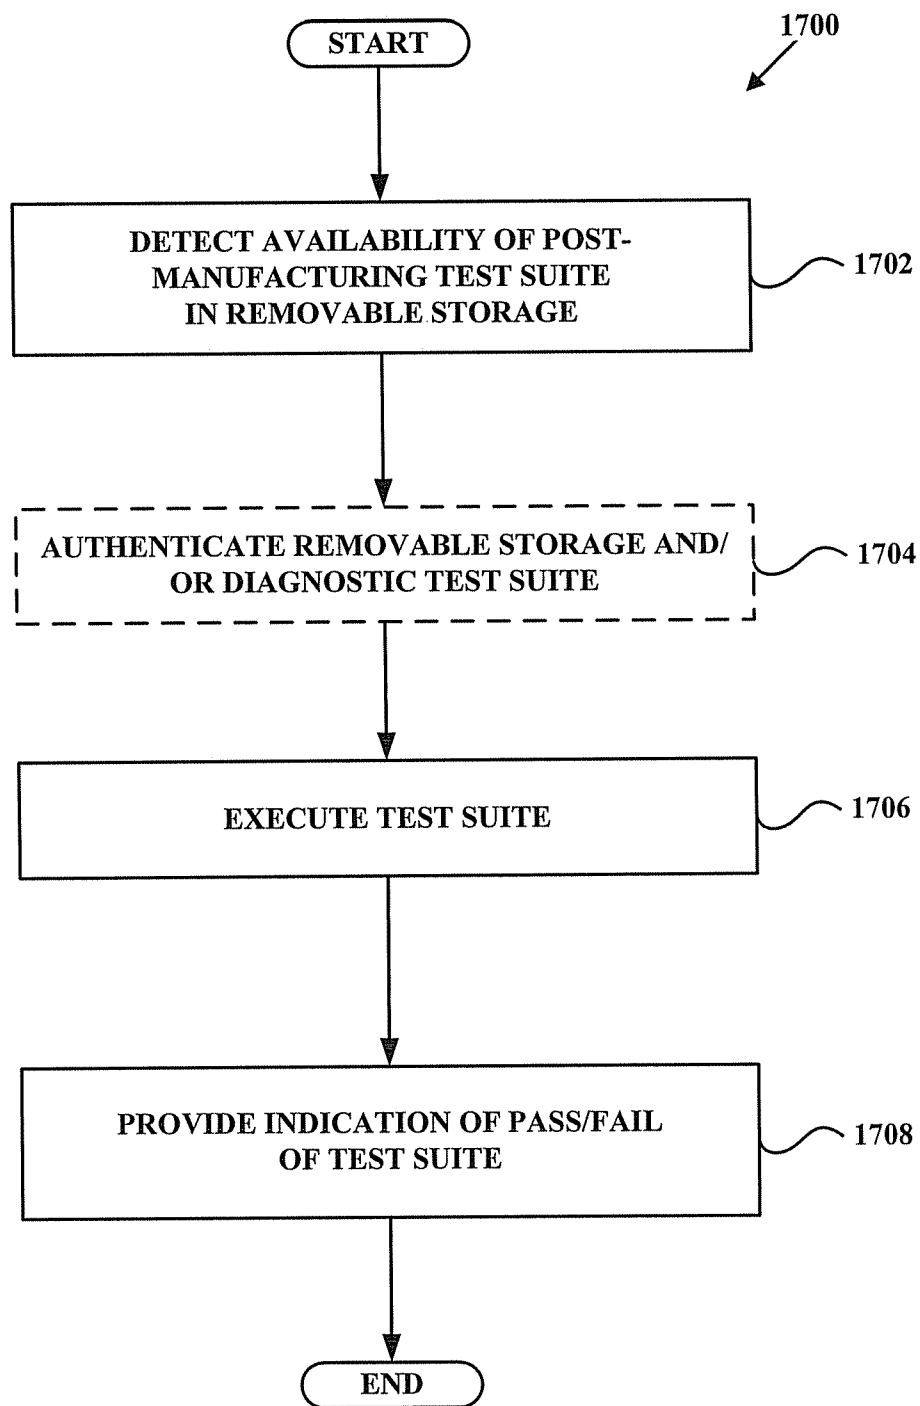 START
1700
DETECT AVAILABILITY OF POST-
MANUFACTURING TEST SUITE
IN REMOVABLE STORAGE
1702
AUTHENTICATE REMOVABLE STORAGE AND/
OR DIAGNOSTIC TEST SUITE
1704
EXECUTE TEST SUITE
1706
PROVIDE INDICATION OF PASS/FAIL
OF TEST SUITE
1708
END